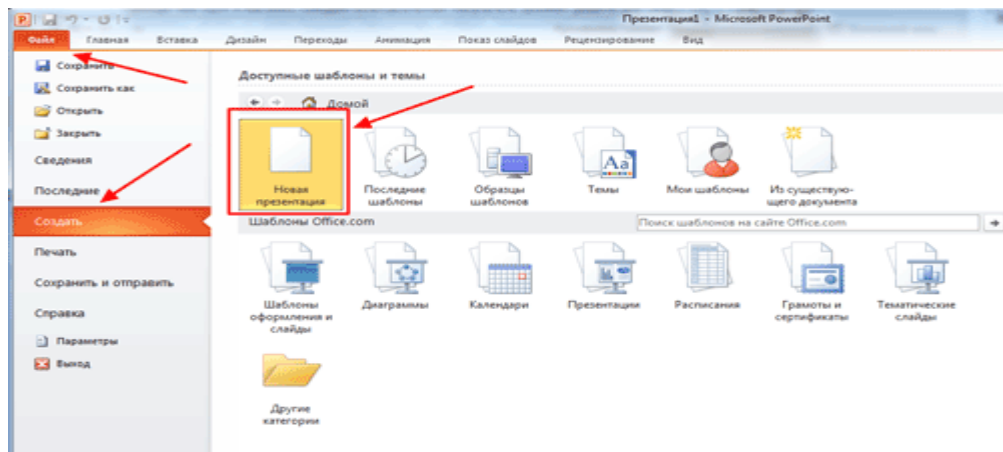 Презентация1 - Microsoft PowerPoint
Файл Главная Вставка Дизайн Переходы Анимация Показ слайдов Рецензирование Вид
Сохранить
Сохранить как
Открыть
Закрыть
Сведения
Последние
Создать
Печать
Сохранить и отправить
Справка
Параметры
Выход
Доступные шаблоны и темы
Домой
Новая презентация
Последние шаблоны
Образцы шаблонов
Темы
Мои шаблоны
Из существую-
щего документа
Шаблоны Office.com
Поиск шаблонов на сайте Office.com
Шаблоны оформления и слайды
Диаграммы
Календари
Презентации
Расписания
Грамоты и сертификаты
Тематические слайды
Другие категории